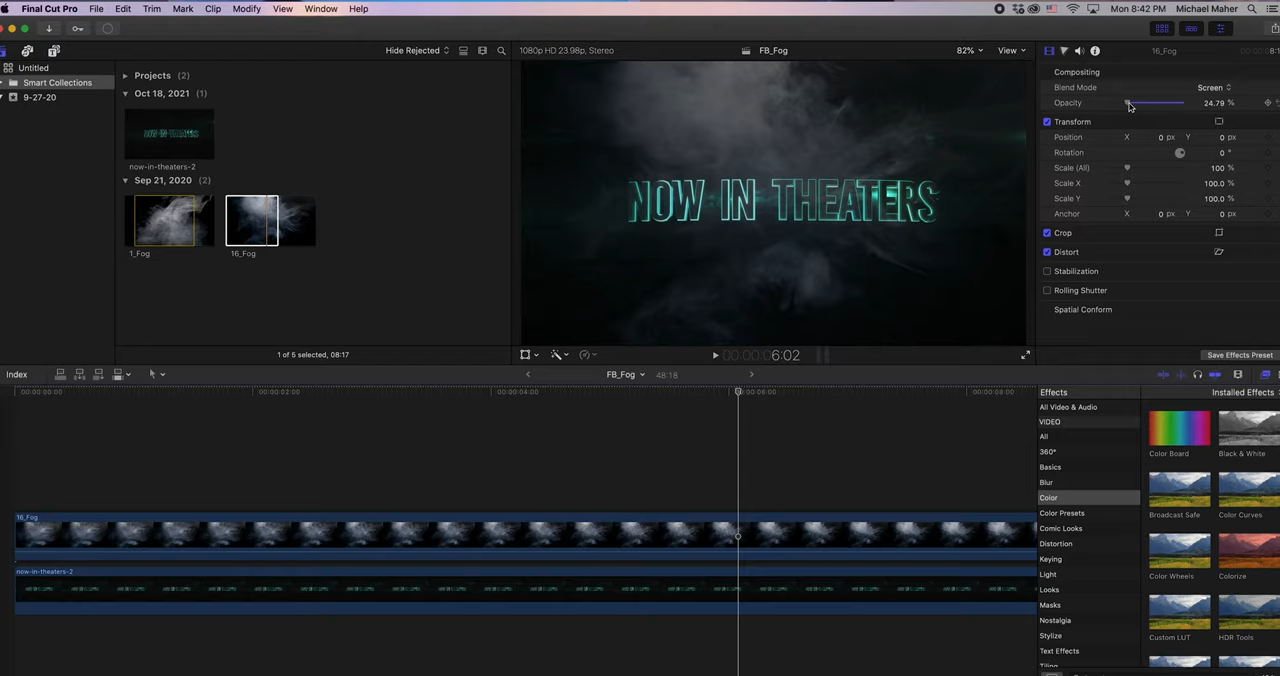 Final Cut Pro File Edit Trim Mark Clip Modify View Window Help
Mon 8:42 PM Michael Maher
Hide Rejected
1080p HD 23.98p, Stereo
FB_Fog
82%
View
16_Fog
Untitled
Smart Collections
9-27-20
Projects (2)
Oct 18, 2021 (1)
now-in-theaters-2
Sep 21, 2020 (2)
1_Fog
16_Fog
1 of 5 selected, 08:17
NOW IN THEATERS
00:00:00:06:02
Compositing
Blend Mode Screen
Opacity 24.79 %
Transform
Position X 0 px Y 0 px
Rotation 0 °
Scale (All) 100 %
Scale X 100.0 %
Scale Y 100.0 %
Anchor X 0 px Y 0 px
Crop
Distort
Stabilization
Rolling Shutter
Spatial Conform
Save Effects Preset
Index
FB_Fog
48:18
00:00:00:00
00:00:02:00
00:00:04:00
00:00:06:00
00:00:08:00
16_Fog
now-in-theaters-2
Effects
Installed Effects
All Video & Audio
VIDEO
All
360°
Basics
Blur
Color
Color Presets
Comic Looks
Distortion
Keying
Light
Looks
Masks
Nostalgia
Stylize
Text Effects
Tiling
Color Board
Black & White
Broadcast Safe
Color Curves
Color Wheels
Colorize
Custom LUT
HDR Tools